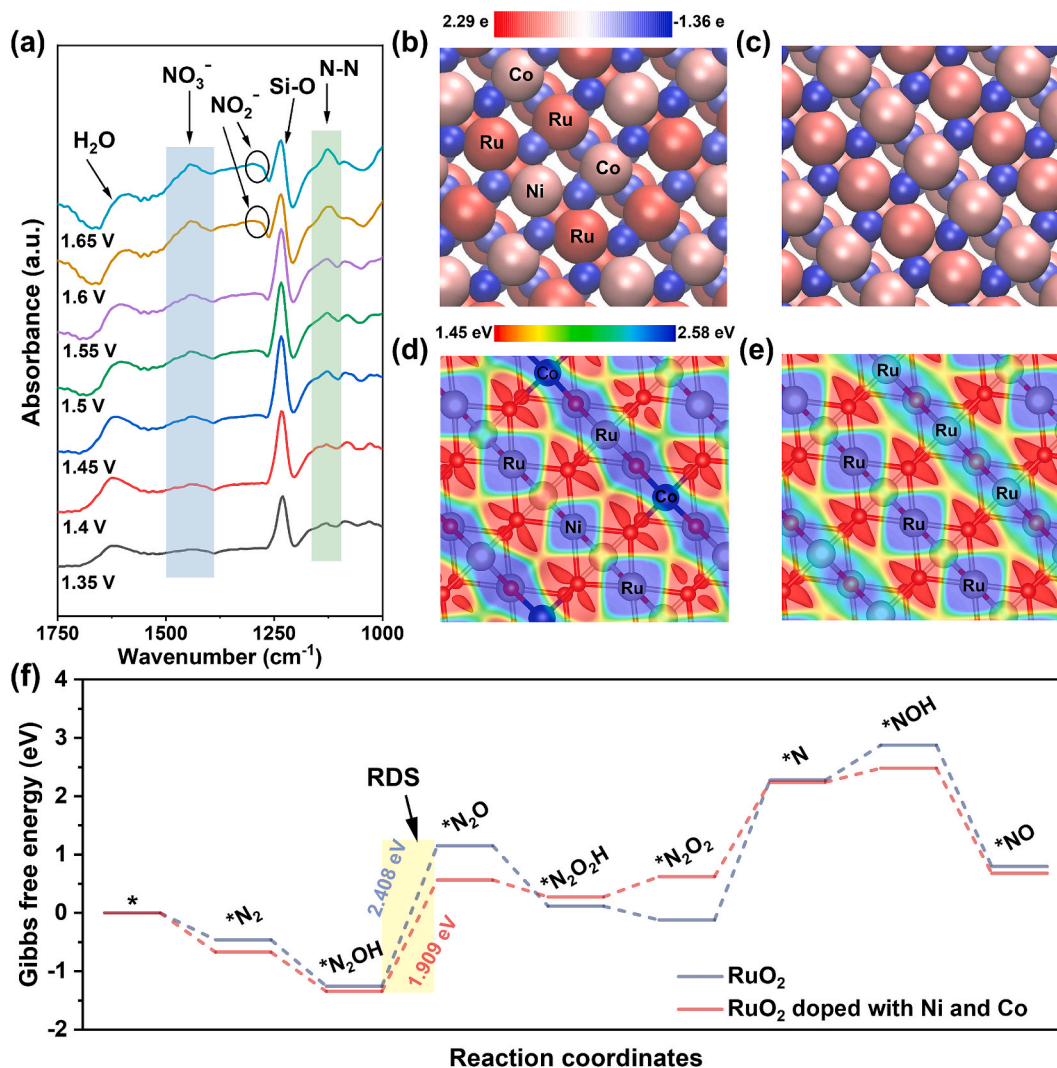 (a)
NO₃⁻
NO₂⁻
Si-O
N-N
H₂O
1.65 V
1.6 V
1.55 V
1.5 V
1.45 V
1.4 V
1.35 V
Absorbance (a.u.)
1750 1500 1250 1000
Wavenumber (cm⁻¹)
2.29 e -1.36 e
(b)
Co
Ru
Ru
Co
Ni
Ru
(c)
1.45 eV 2.58 eV
(d)
Co
Ru
Ru
Co
Ni
Ru
(e)
Ru
Ru
Ru
Ru
Ru
Ru
(f)
4
3
2
1
0
-1
-2
Gibbs free energy (eV)
*
*N₂
*N₂OH
RDS
2.408 eV
1.909 eV
*N₂O
*N₂O₂H
*N₂O₂
*N
*NOH
*NO
RuO₂
RuO₂ doped with Ni and Co
Reaction coordinates